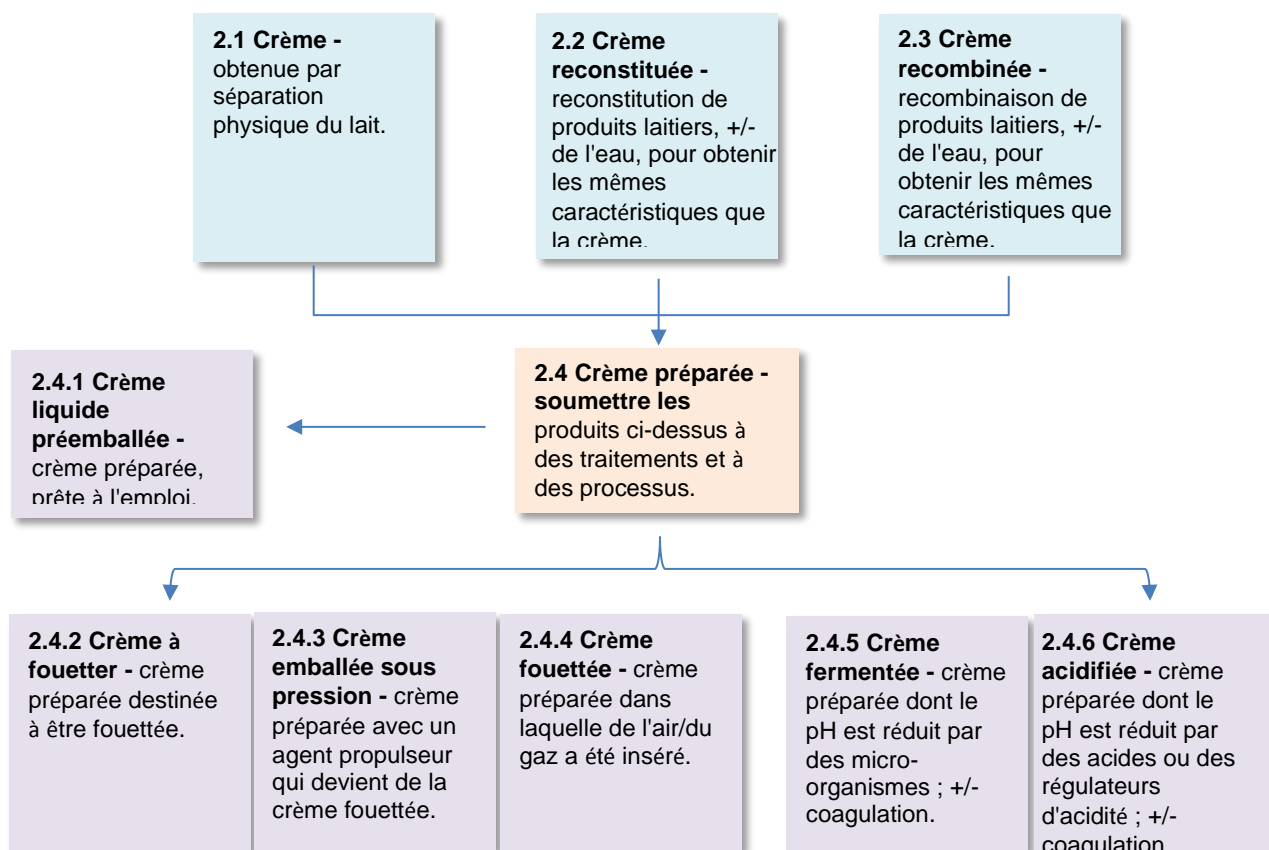 2.1 Crème -
obtenue par
séparation
physique du lait.
2.2 Crème
reconstituée -
reconstitution de
produits laitiers, +/-
de l'eau, pour obtenir
les mêmes
caractéristiques que
la crème.
2.3 Crème
recombinée -
recombinaison de
produits laitiers, +/-
de l'eau, pour
obtenir les mêmes
caractéristiques que
la crème.
2.4.1 Crème
liquide
préemballée -
crème préparée,
prête à l'emploi.
2.4 Crème préparée -
soumettre les
produits ci-dessus à
des traitements et à
des processus.
2.4.2 Crème à
fouetter - crème
préparée destinée
à être fouettée.
2.4.3 Crème
emballée sous
pression - crème
préparée avec un
agent propulseur
qui devient de la
crème fouettée.
2.4.4 Crème
fouettée - crème
préparée dans
laquelle de l'air/du
gaz a été inséré.
2.4.5 Crème
fermentée - crème
préparée dont le
pH est réduit par
des micro-
organismes ; +/-
coagulation.
2.4.6 Crème
acidifiée - crème
préparée dont le
pH est réduit par
des acides ou des
régulateurs
d'acidité ; +/-
coagulation